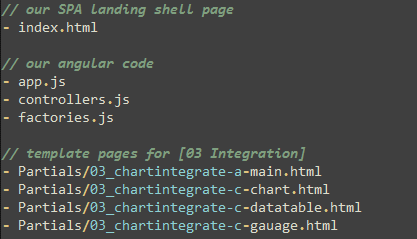 // our SPA landing shell page
- index.html
// our angular code
- app.js
- controllers.js
- factories.js
// template pages for [03 Integration]
- Partials/03_chartintegrate-a-main.html
- Partials/03_chartintegrate-c-chart.html
- Partials/03_chartintegrate-c-datatable.html
- Partials/03_chartintegrate-c-gauage.html